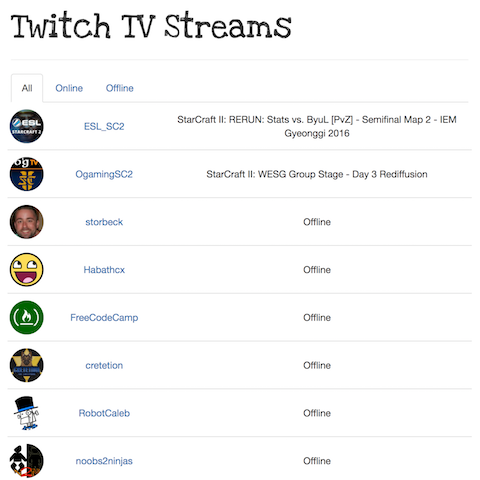 Twitch TV Streams
All Online Offline
ESL STARCRAFT 2
ESL_SC2 StarCraft II: RERUN: Stats vs. ByuL [PvZ] - Semifinal Map 2 - IEM
Gyeonggi 2016
ogTV
OgamingSC2 StarCraft II: WESG Group Stage - Day 3 Rediffusion
storbeck Offline
Habathcx Offline
FreeCodeCamp Offline
cretetion Offline
RobotCaleb Offline
noobs2ninjas Offline